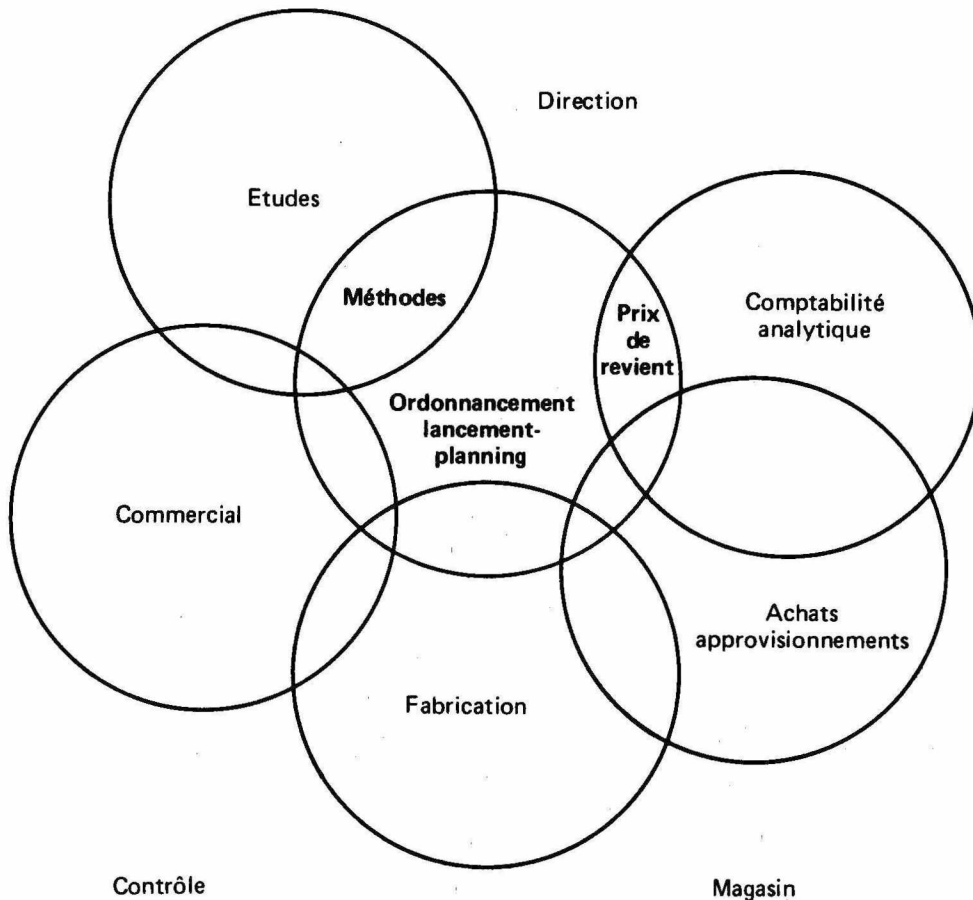 Direction
Etudes
Méthodes
Prix
de
revient
Comptabilité
analytique
Ordonnancement
lancement-
planning
Commercial
Achats
approvisionnements
Fabrication
Contrôle
Magasin